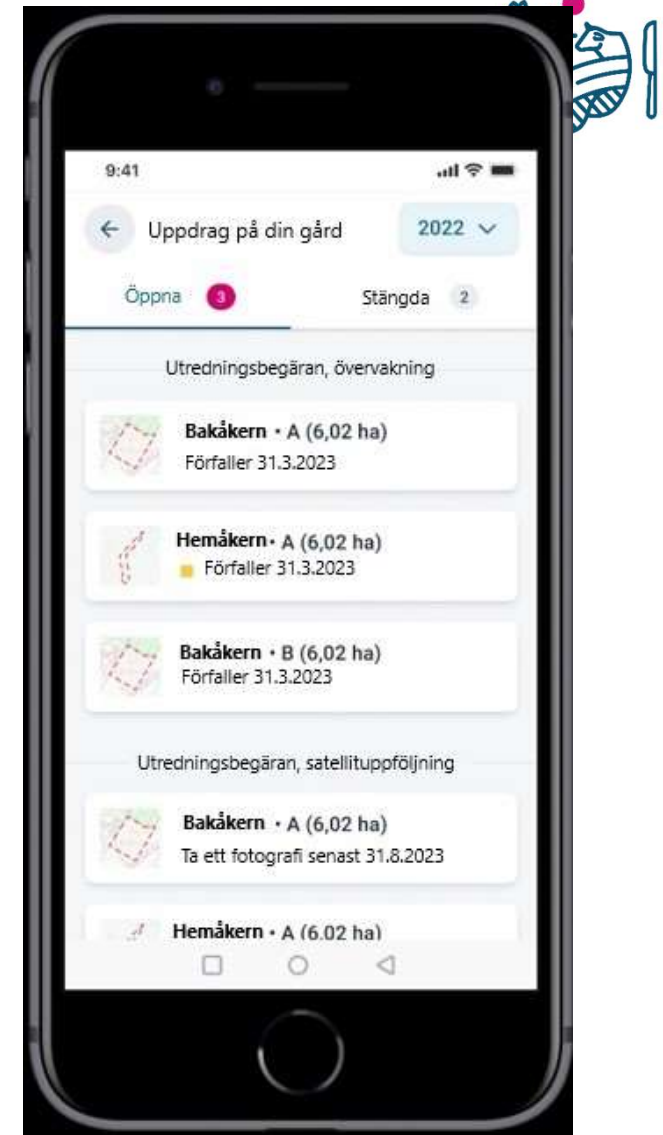 9:41
Uppdrag på din gård
2022
Öppna 3
Stängda 2
Utredningsbegäran, övervakning
Bakåkern • A (6,02 ha)
Förfaller 31.3.2023
Hemåkern • A (6,02 ha)
Förfaller 31.3.2023
Bakåkern • B (6,02 ha)
Förfaller 31.3.2023
Utredningsbegäran, satellituppföljning
Bakåkern • A (6,02 ha)
Ta ett fotografi senast 31.8.2023
Hemåkern • A (6,02 ha)